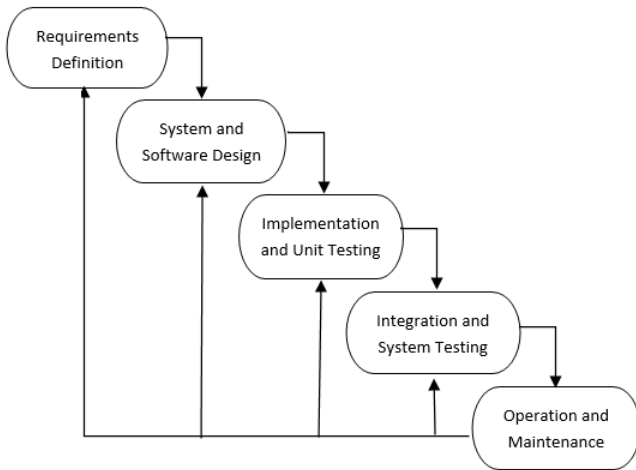 Requirements
Definition
System and
Software Design
Implementation
and Unit Testing
Integration and
System Testing
Operation and
Maintenance